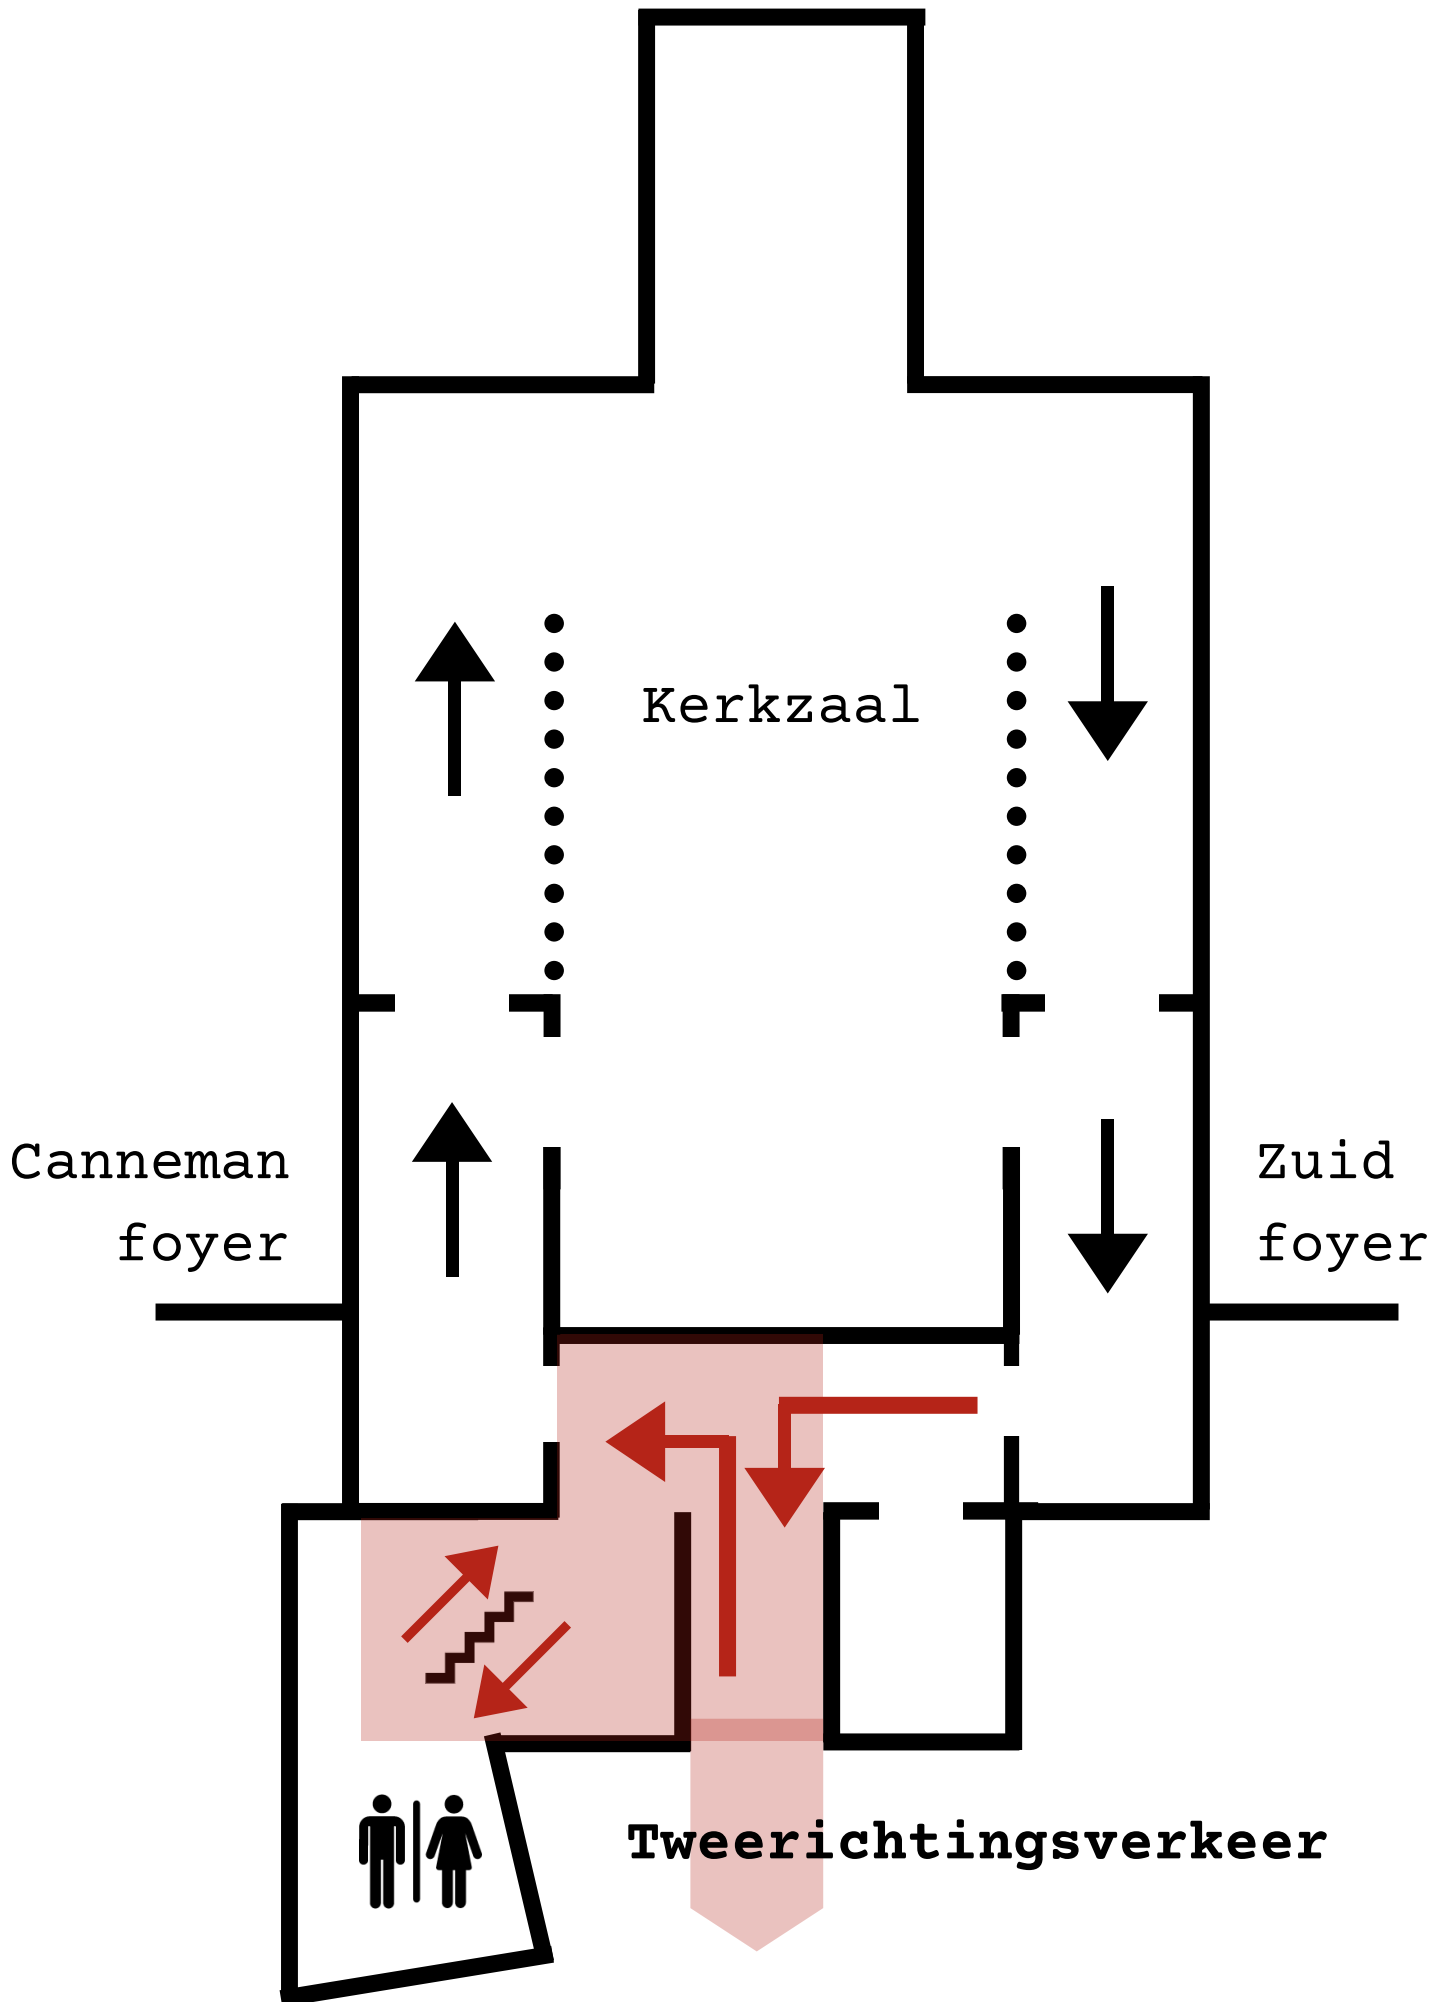 Kerkzaal
Canneman
foyer
Zuid
foyer
Tweerichtingsverkeer